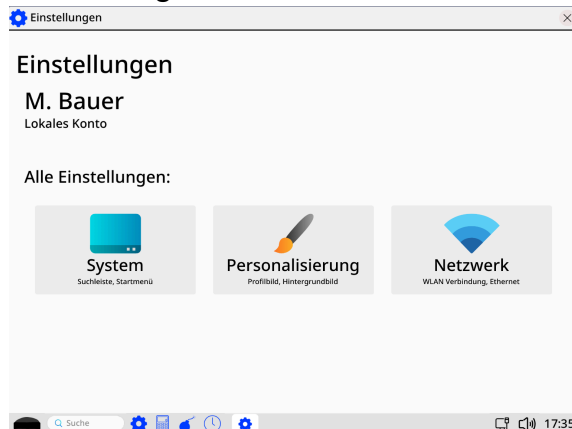 Einstellungen
Einstellungen
M. Bauer
Lokales Konto
Alle Einstellungen:
System
Suchleiste, Startmenü
Personalisierung
Profilbild, Hintergrundbild
Netzwerk
WLAN Verbindung, Ethernet
Suche
17:35